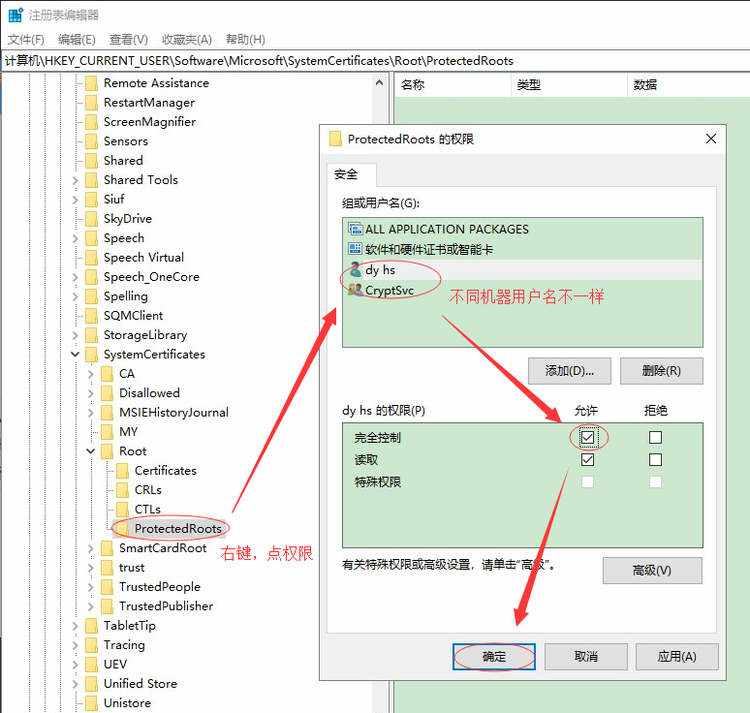 注册表编辑器
文件(F) 编辑(E) 查看(V) 收藏夹(A) 帮助(H)
计算机\HKEY_CURRENT_USER\Software\Microsoft\SystemCertificates\Root\ProtectedRoots
Remote Assistance
RestartManager
ScreenMagnifier
Sensors
Shared
Shared Tools
Siuf
SkyDrive
Speech
Speech Virtual
Speech_OneCore
Spelling
SQMClient
StorageLibrary
SystemCertificates
CA
Disallowed
MSIEHistoryJournal
MY
Root
Certificates
CRLs
CTLs
ProtectedRoots
SmartCardRoot
trust
TrustedPeople
TrustedPublisher
TabletTip
Tracing
UEV
Unified Store
Unistore
右键，点权限
名称 类型 数据
ProtectedRoots 的权限
安全
组或用户名(G):
ALL APPLICATION PACKAGES
软件和硬件证书或智能卡
dy hs
CryptSvc
不同机器用户名不一样
添加(D)... 删除(R)
dy hs 的权限(P) 允许 拒绝
完全控制
读取
特殊权限
有关特殊权限或高级设置，请单击"高级"。
高级(V)
确定 取消 应用(A)